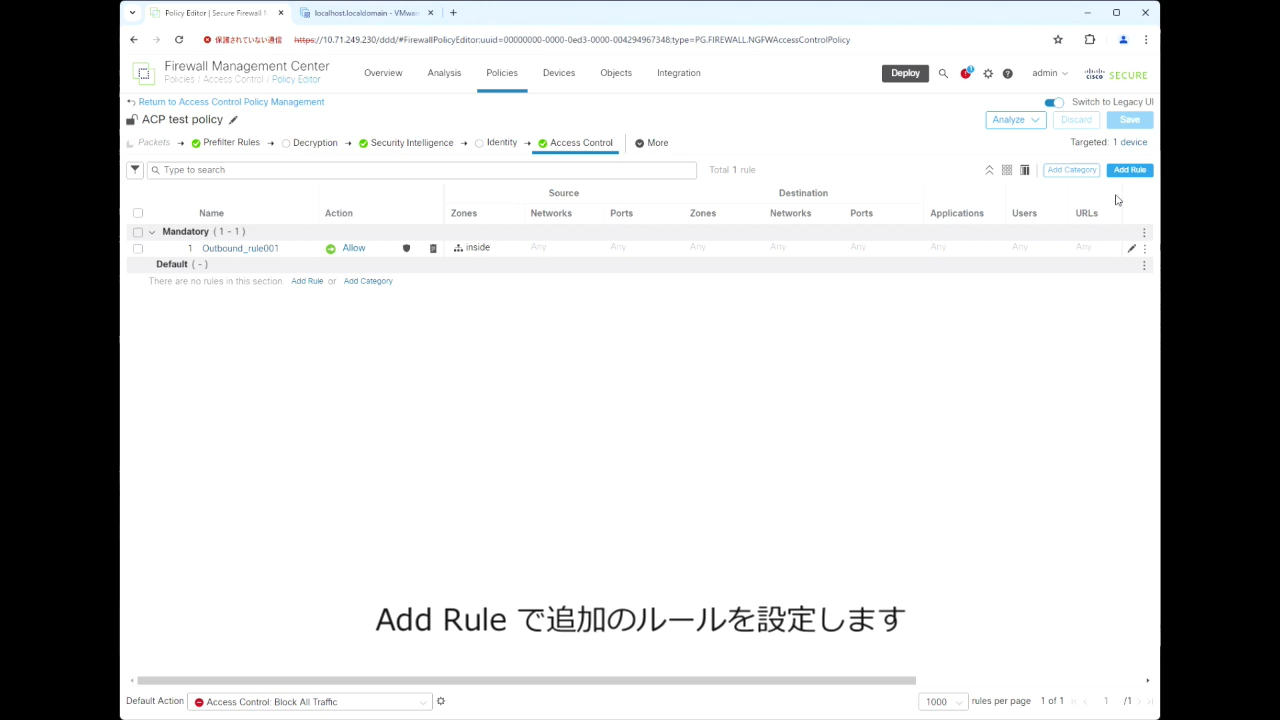 Policy Editor | Secure Firewall
localhost.localdomain - VMwa
保護されていない通信
https://10.71.249.230/ddd/#FirewallPolicyEditor:uuid=00000000-0000-0ed3-0000-004294967348;type=PG.FIREWALL.NGFWAccessControlPolicy
Firewall Management Center
Policies / Access Control / Policy Editor
Overview Analysis Policies Devices Objects Integration
Deploy
1
admin
cisco SECURE
Return to Access Control Policy Management
Switch to Legacy UI
ACP test policy
Analyze Discard Save
Packets Prefilter Rules Decryption Security Intelligence Identity Access Control More
Targeted: 1 device
Type to search
Total 1 rule
Add Category Add Rule
Source Destination
Name Action Zones Networks Ports Zones Networks Ports Applications Users URLs
Mandatory ( 1 - 1 )
1 Outbound_rule001 Allow inside Any Any Any Any Any Any Any Any
Default ( - )
There are no rules in this section. Add Rule or Add Category
Add Rule で追加のルールを設定します
Default Action Access Control: Block All Traffic
1000 rules per page 1 of 1 1 /1